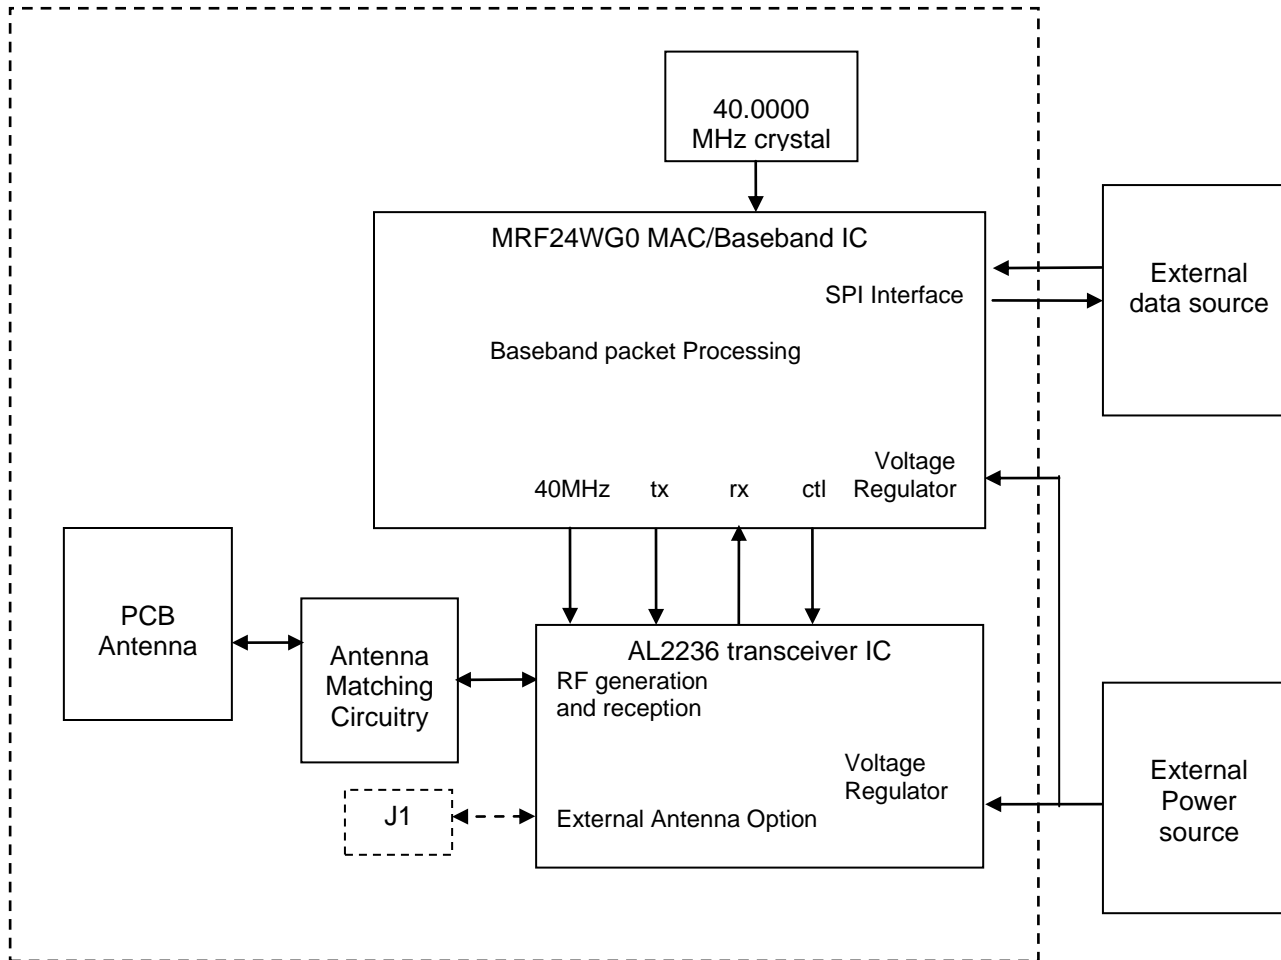 40.0000
MHz crystal
MRF24WG0 MAC/Baseband IC
SPI Interface
External
data source
Baseband packet Processing
Voltage
Regulator
40MHz tx rx ctl
PCB
Antenna
Antenna
Matching
Circuitry
AL2236 transceiver IC
RF generation
and reception
Voltage
Regulator
External
Power
source
J1
External Antenna Option